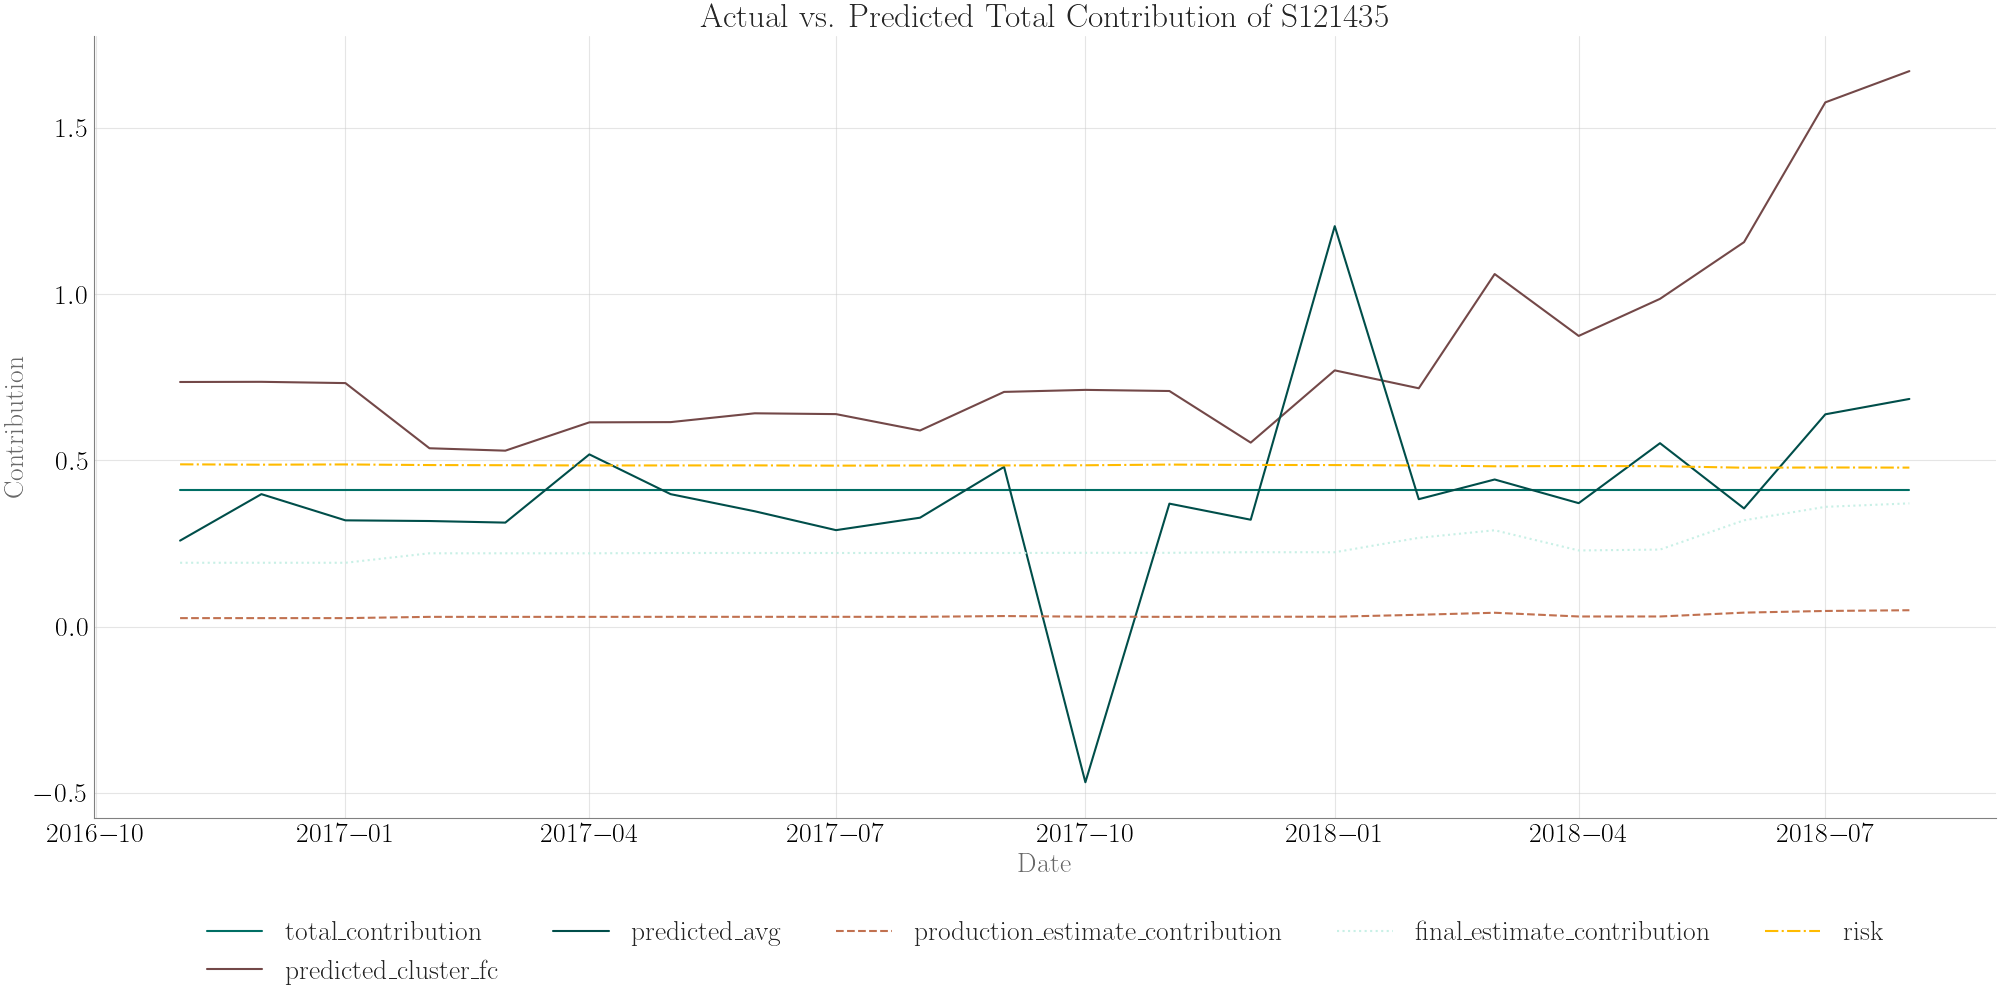 Actual vs. Predicted Total Contribution of S121435
Contribution
1.5
1.0
0.5
0.0
−0.5
2016−10 2017−01 2017−04 2017−07 2017−10 2018−01 2018−04 2018−07
Date
total_contribution predicted_avg production_estimate_contribution final_estimate_contribution risk
predicted_cluster_fc